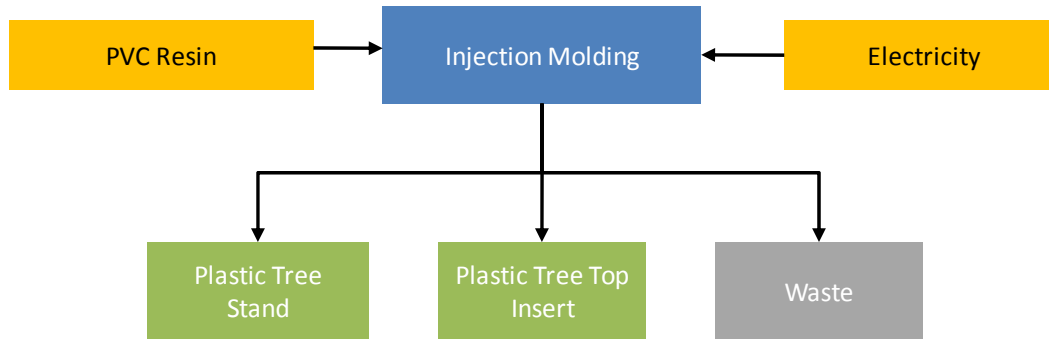 PVC Resin
Injection Molding
Electricity
Plastic Tree
Stand
Plastic Tree Top
Insert
Waste